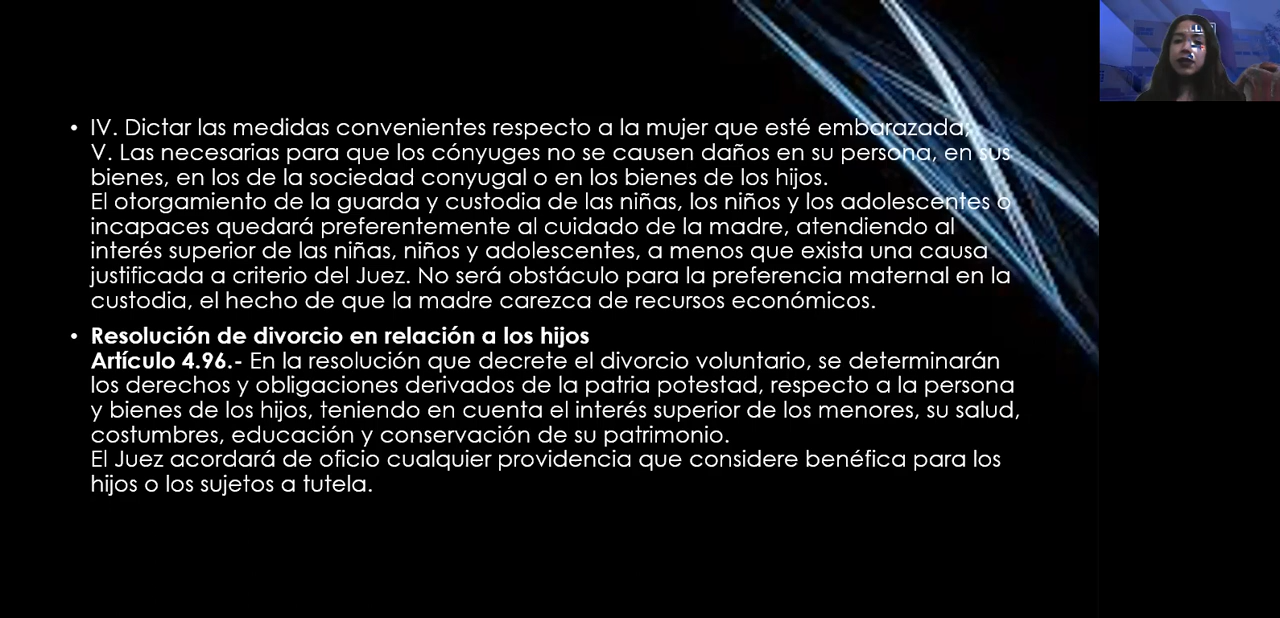 • IV. Dictar las medidas convenientes respecto a la mujer que esté embarazada;
V. Las necesarias para que los cónyuges no se causen daños en su persona, en sus
bienes, en los de la sociedad conyugal o en los bienes de los hijos.
El otorgamiento de la guarda y custodia de las niñas, los niños y los adolescentes o
incapaces quedará preferentemente al cuidado de la madre, atendiendo al
interés superior de las niñas, niños y adolescentes, a menos que exista una causa
justificada a criterio del Juez. No será obstáculo para la preferencia maternal en la
custodia, el hecho de que la madre carezca de recursos económicos.
• Resolución de divorcio en relación a los hijos
Artículo 4.96.- En la resolución que decrete el divorcio voluntario, se determinarán
los derechos y obligaciones derivados de la patria potestad, respecto a la persona
y bienes de los hijos, teniendo en cuenta el interés superior de los menores, su salud,
costumbres, educación y conservación de su patrimonio.
El Juez acordará de oficio cualquier providencia que considere benéfica para los
hijos o los sujetos a tutela.